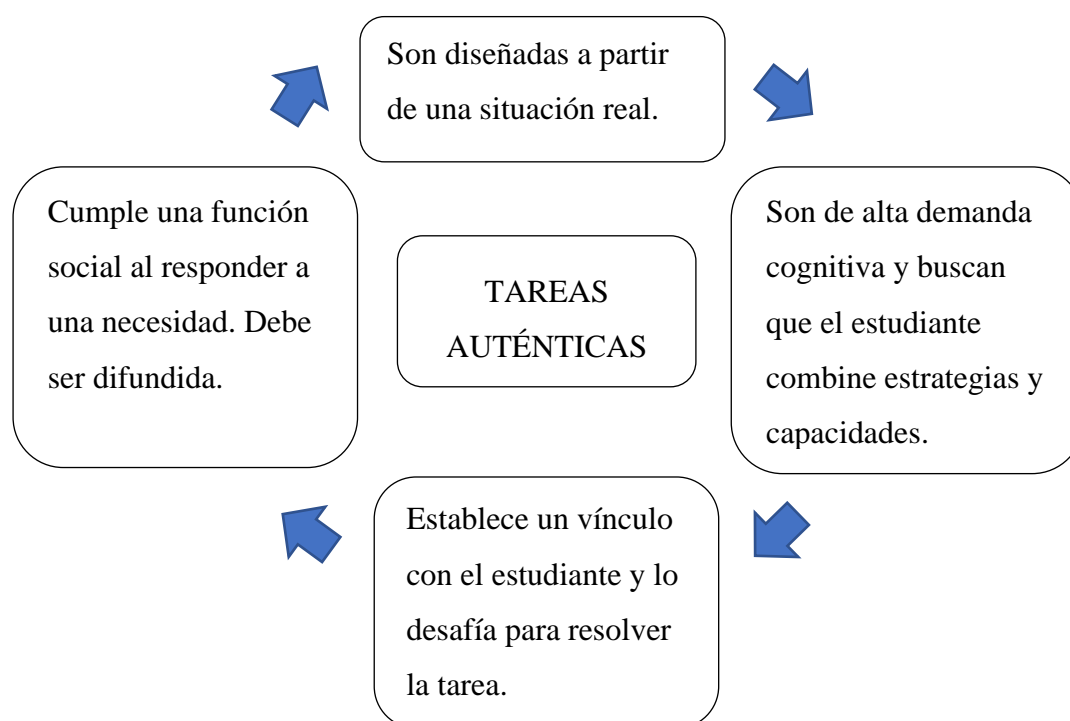 Son diseñadas a partir
de una situación real.
Cumple una función
social al responder a
una necesidad. Debe
ser difundida.
TAREAS
AUTÉNTICAS
Son de alta demanda
cognitiva y buscan
que el estudiante
combine estrategias y
capacidades.
Establece un vínculo
con el estudiante y lo
desafía para resolver
la tarea.